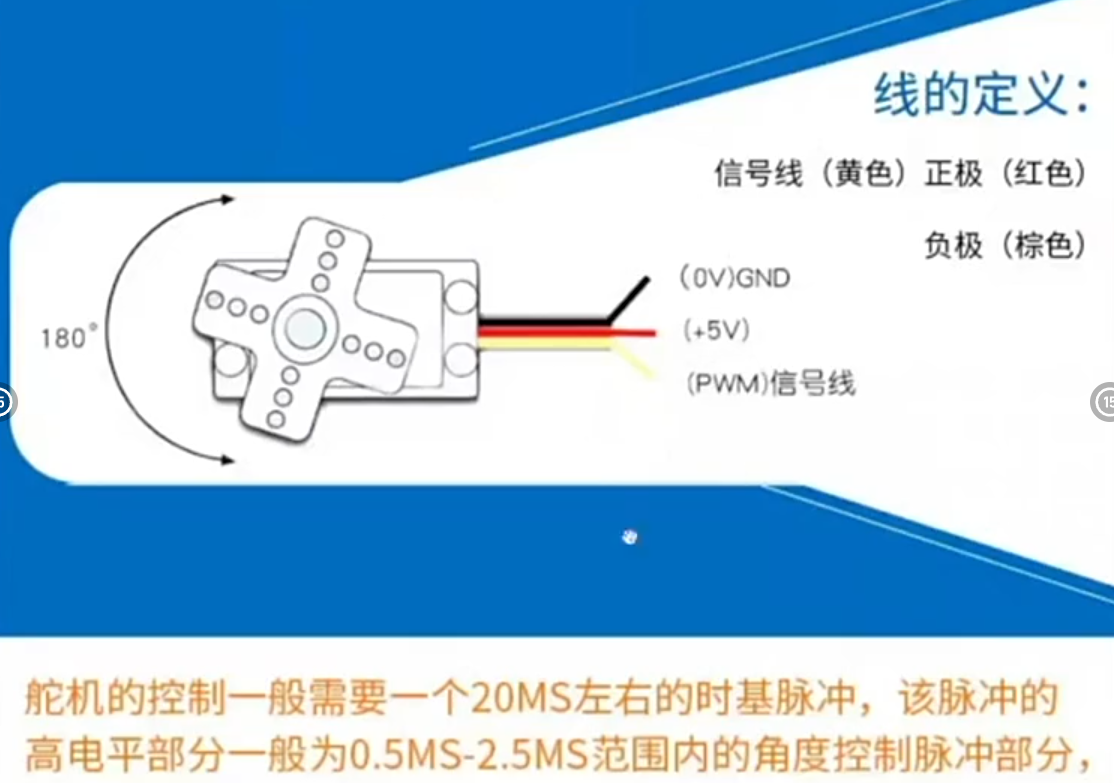 线的定义：
信号线（黄色）正极（红色）
负极（棕色）
（0V)GND
(+5V)
(PWM)信号线
180°
舵机的控制一般需要一个20MS左右的时基脉冲，该脉冲的
高电平部分一般为0.5MS-2.5MS范围内的角度控制脉冲部分，
5
15